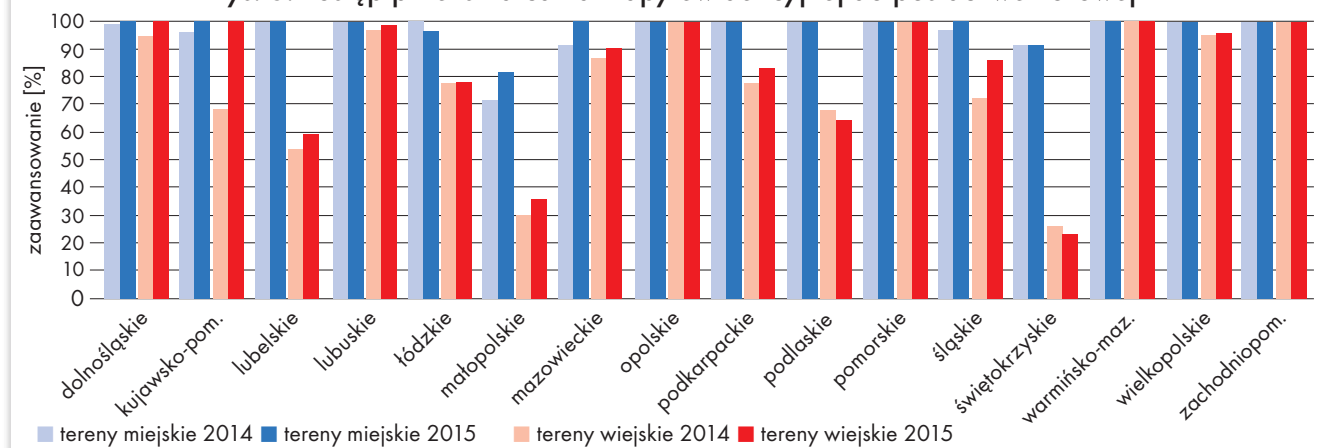 100
90
80
70
60
50
40
30
20
10
0
zaawansowanie [%]
dolnośląskie
kujawsko-pom.
lubelskie
lubuskie
łódzkie
małopolskie
mazowieckie
opolskie
podkarpackie
podlaskie
pomorskie
śląskie
świętokrzyskie
warmińsko-maz.
wielkopolskie
zachodniopom.
tereny miejskie 2014 tereny miejskie 2015 tereny wiejskie 2014 tereny wiejskie 2015